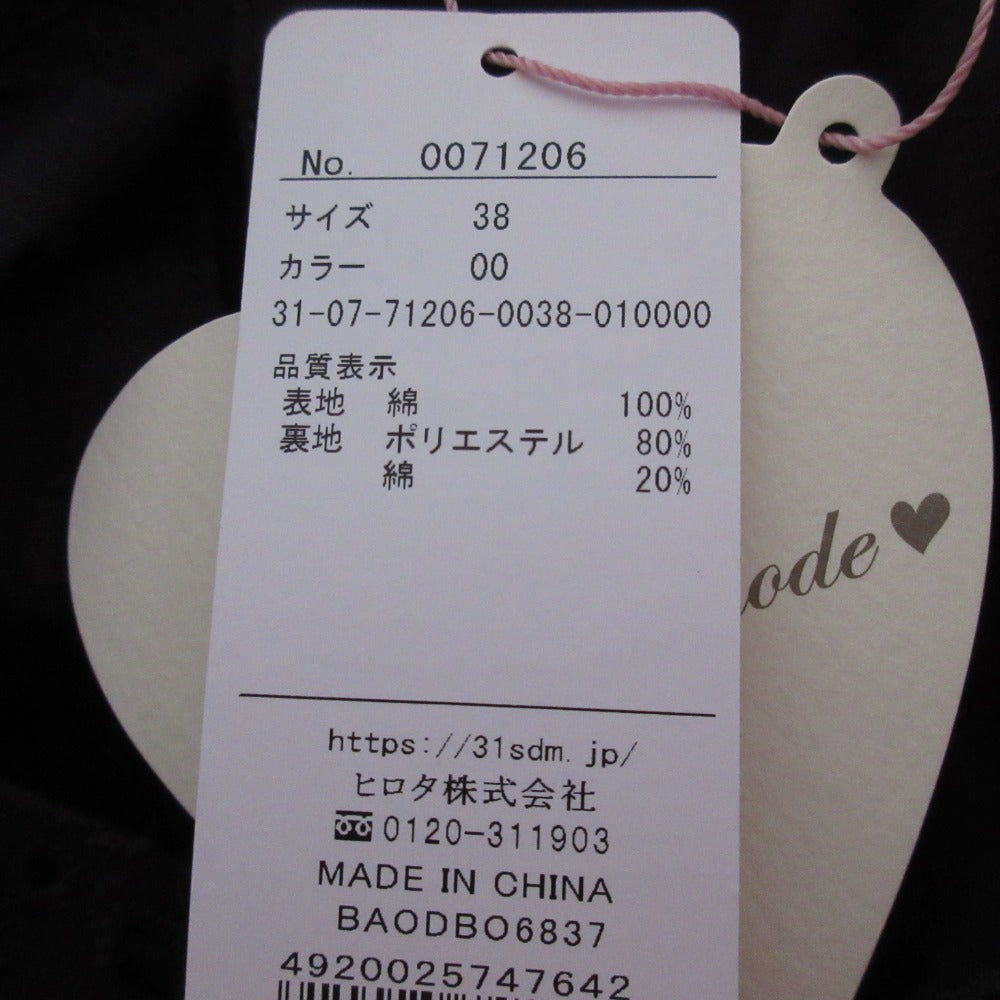 No. 0071206
サイズ 38
カラー 00
31-07-71206-0038-010000
品質表示
表地 綿 100%
裏地 ポリエステル 80%
綿 20%
ode♥
https://31sdm.jp/
ヒロタ株式会社
0120-311903
MADE IN CHINA
BAODBO6837
4920025747642